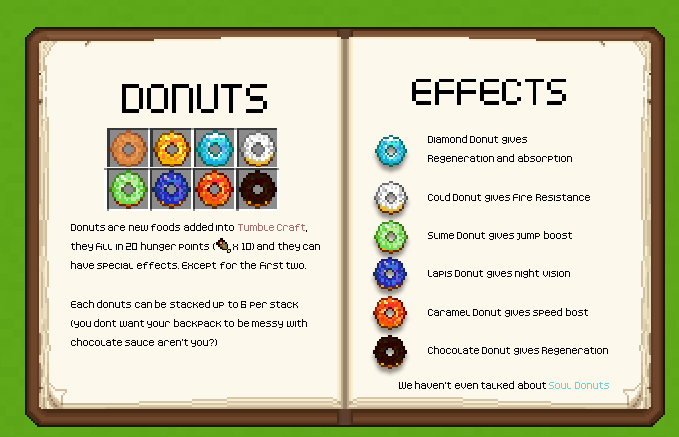 DONUTS
Donuts are new foods added into Tumble Craft,
they fill in 20 hunger points ( x 10) and they can
have special effects. Except for the first two.
Each donuts can be stacked up to 6 per stack
(you dont want your backpack to be messy with
chocolate sauce aren't you?)
EFFECTS
Diamond Donut gives
Regeneration and absorption
Cold Donut gives Fire Resistance
Slime Donut gives jump boost
Lapis Donut gives night vision
Caramel Donut gives speed bost
Chocolate Donut gives Regeneration
We haven't even talked about Soul Donuts